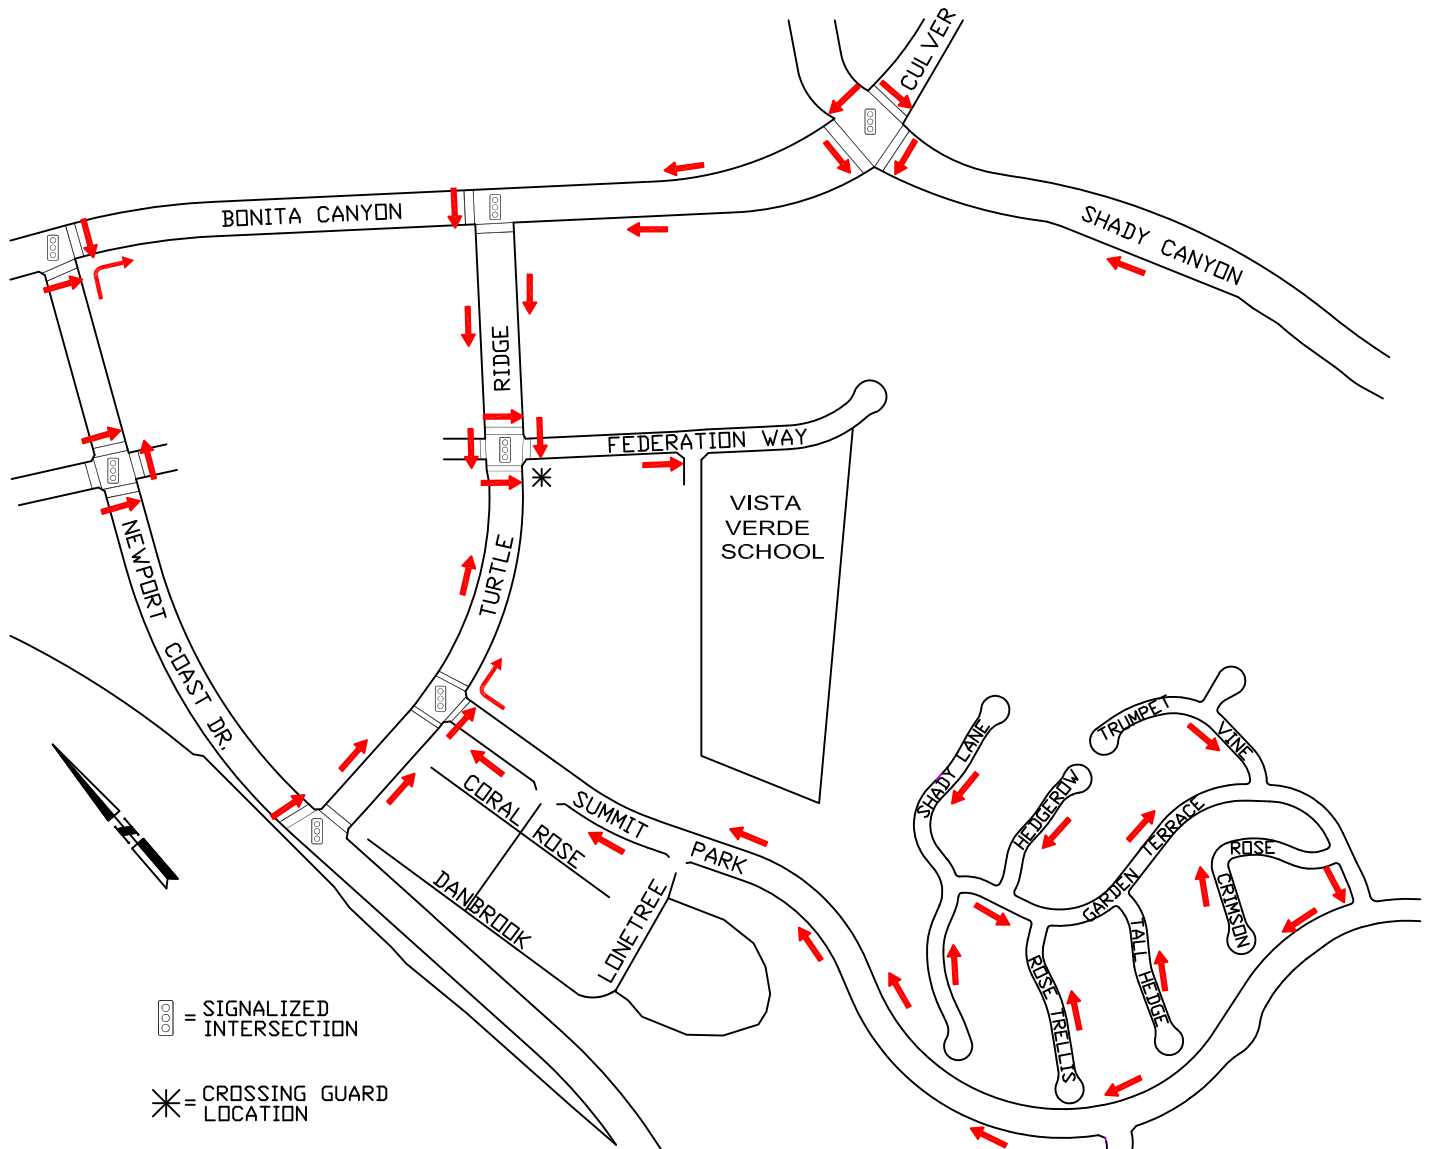 CULVER
BONITA CANYON
SHADY CANYON
RIDGE
FEDERATION WAY
VISTA
VERDE
SCHOOL
NEWPORT COAST DR.
TURTLE
SUMMIT PARK
CORAL ROSE
DANBROOK
LONETREE
SHADY LANE
HEDGEROW
TRUMPET
VINE
GARDEN TERRACE
ROSE
CRIMSON
TALL HEDGE
ROSE TRELLIS
= SIGNALIZED
INTERSECTION
= CROSSING GUARD
LOCATION